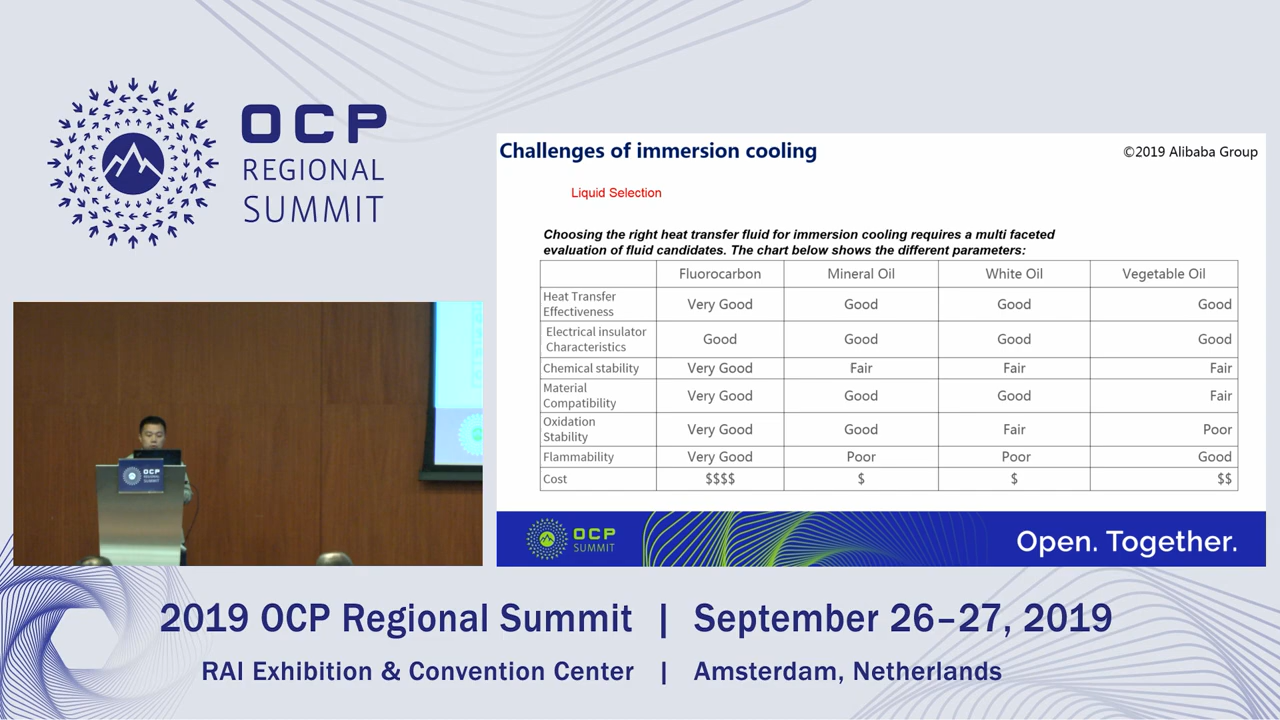 OCP
REGIONAL
SUMMIT
Challenges of immersion cooling
©2019 Alibaba Group
Liquid Selection
Choosing the right heat transfer fluid for immersion cooling requires a multi faceted
evaluation of fluid candidates. The chart below shows the different parameters:
Fluorocarbon Mineral Oil White Oil Vegetable Oil
Heat Transfer
Effectiveness Very Good Good Good Good
Electrical insulator
Characteristics Good Good Good Good
Chemical stability Very Good Fair Fair Fair
Material
Compatibility Very Good Good Good Fair
Oxidation
Stability Very Good Good Fair Poor
Flammability Very Good Poor Poor Good
Cost $$$$ $ $ $$
OCP
SUMMIT
Open. Together.
OCP
REGIONAL
SUMMIT
2019 OCP Regional Summit | September 26–27, 2019
RAI Exhibition & Convention Center | Amsterdam, Netherlands